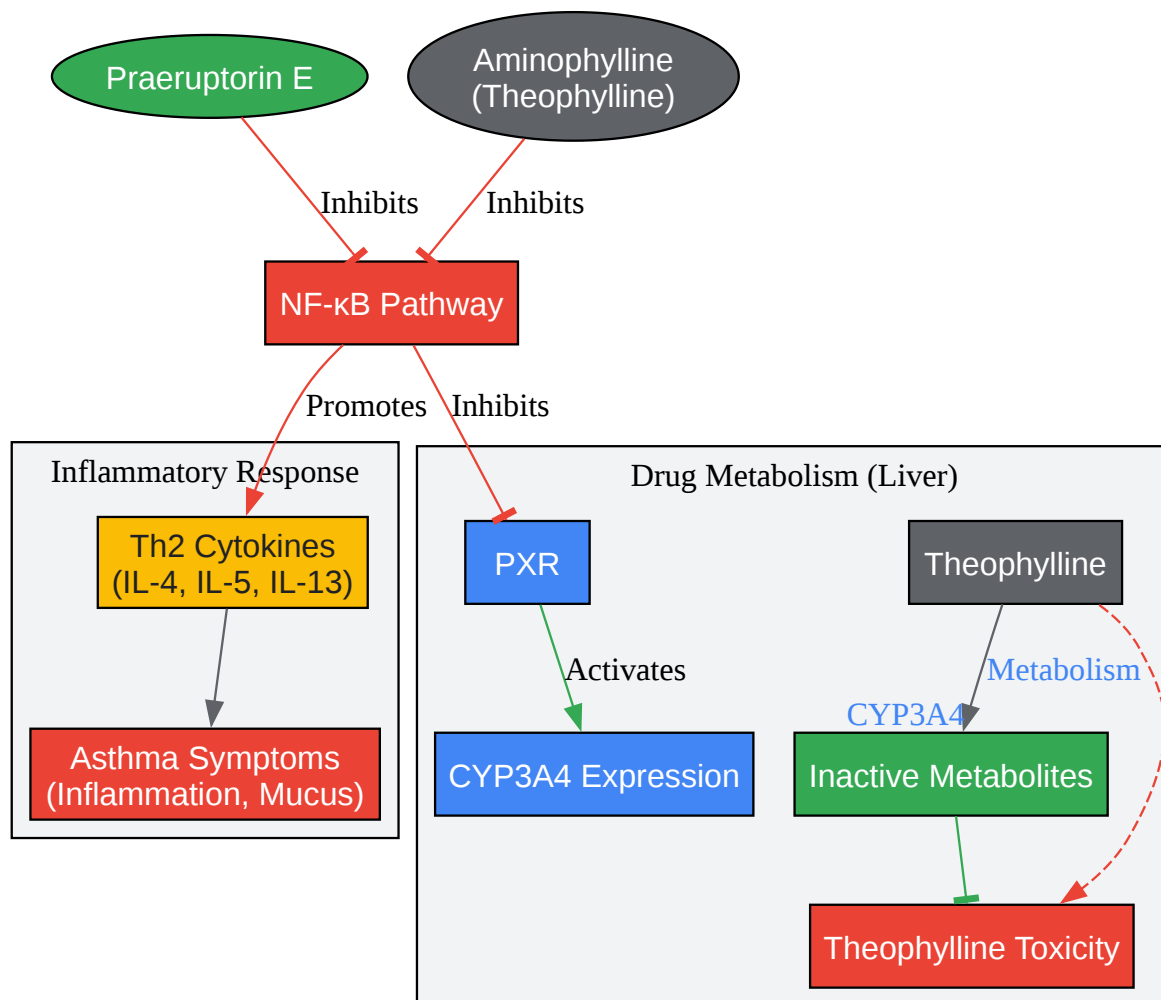 Praeruptorin E
Aminophylline
(Theophylline)
Inhibits
Inhibits
NF-κB Pathway
Promotes
Inhibits
Inflammatory Response
Drug Metabolism (Liver)
Th2 Cytokines
(IL-4, IL-5, IL-13)
PXR
Theophylline
Activates
Metabolism
CYP3A4
Asthma Symptoms
(Inflammation, Mucus)
CYP3A4 Expression
Inactive Metabolites
Theophylline Toxicity